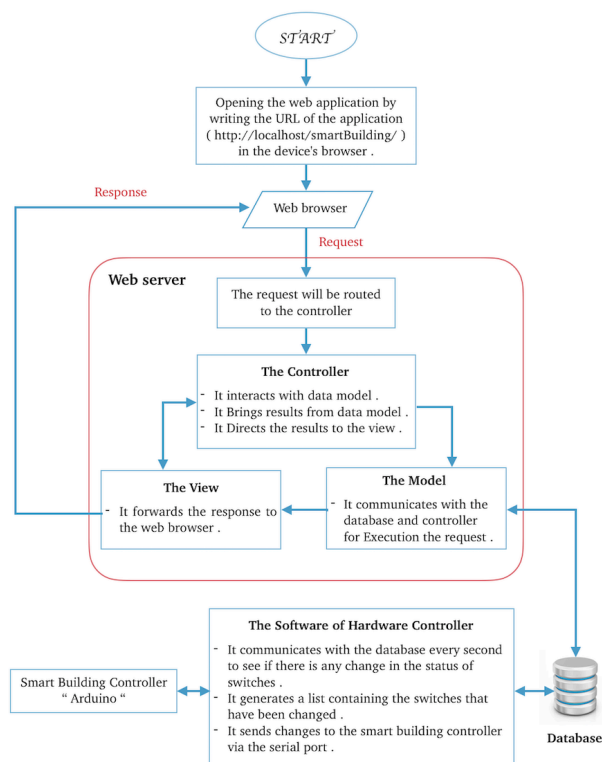 START
Opening the web application by
writing the URL of the application
( http://localhost/smartBuilding/ )
in the device's browser .
Response
Web browser
Request
Web server
The request will be routed
to the controller
The Controller
- It interacts with data model .
- It Brings results from data model .
- It Directs the results to the view .
The View
- It forwards the response to
the web browser .
The Model
- It communicates with the
database and controller
for Execution the request .
The Software of Hardware Controller
- It communicates with the database every second
to see if there is any change in the status of
switches .
- It generates a list containing the switches that
have been changed .
- It sends changes to the smart building controller
via the serial port .
Smart Building Controller
“ Arduino “
Database